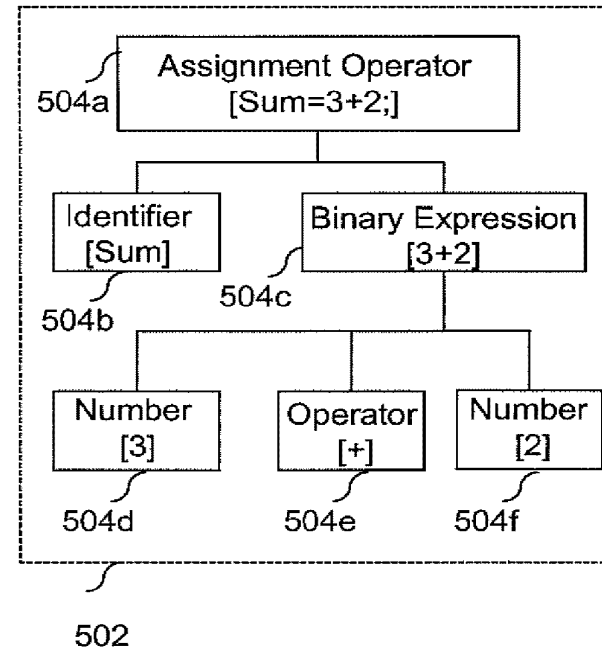 Assignment Operator
[Sum=3+2;]
504a
Identifier
[Sum]
504b
Binary Expression
[3+2]
504c
Number
[3]
504d
Operator
[+]
504e
Number
[2]
504f
502